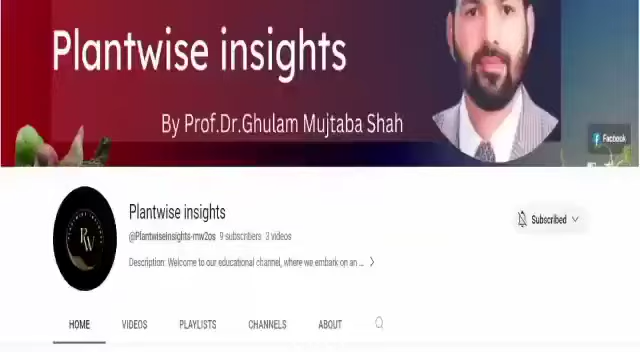 Plantwise insights
By Prof.Dr.Ghulam Mujtaba Shah
Facbook
Plantwise insights
@Plantwiseinsights-mw2os 9 subscribers 3 videos
Subscribed
Description: Welcome to our educational channel, where we embark on an ...
HOME VIDEOS PLAYLISTS CHANNELS ABOUT